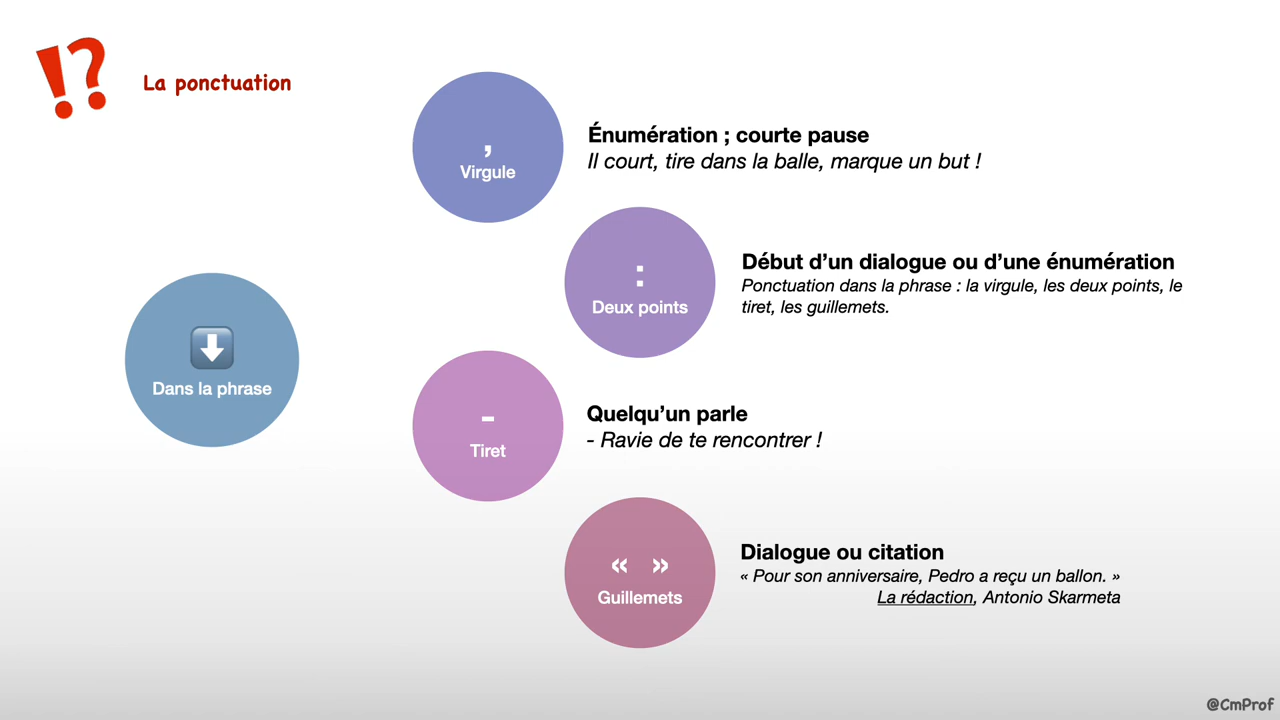 !?
La ponctuation
,
Virgule
Énumération ; courte pause
Il court, tire dans la balle, marque un but !
:
Deux points
Début d’un dialogue ou d’une énumération
Ponctuation dans la phrase : la virgule, les deux points, le
tiret, les guillemets.
Dans la phrase
-
Tiret
Quelqu’un parle
- Ravie de te rencontrer !
« »
Guillemets
Dialogue ou citation
« Pour son anniversaire, Pedro a reçu un ballon. »
La rédaction, Antonio Skarmeta
@CmProf